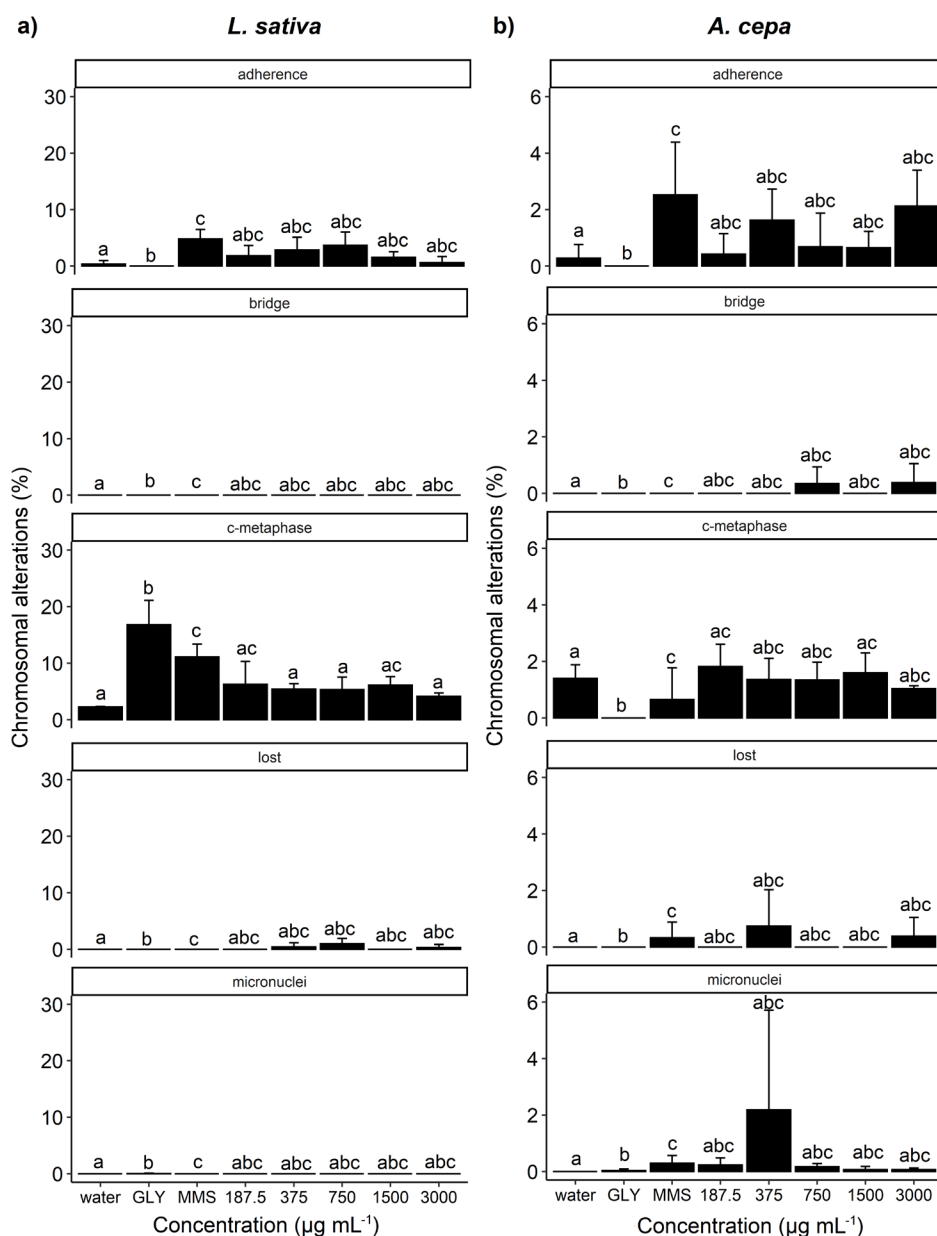 a) L. sativa
adherence
30
20
10
0
a b c abc abc abc abc abc
bridge
30
20
10
0
a b c abc abc abc abc abc
c-metaphase
30
20
10
0
a b c ac a a ac a
lost
30
20
10
0
a b c abc abc abc abc abc
micronuclei
30
20
10
0
a b c abc abc abc abc abc
water GLY MMS 187.5 375 750 1500 3000
Concentration (µg mL⁻¹)
Chromosomal alterations (%)
b) A. cepa
adherence
6
4
2
0
a b c abc abc abc abc abc
bridge
6
4
2
0
a b c abc abc abc abc abc
c-metaphase
6
4
2
0
a b c ac abc abc ac abc
lost
6
4
2
0
a b c abc abc abc abc abc
micronuclei
6
4
2
0
a b c abc abc abc abc abc
water GLY MMS 187.5 375 750 1500 3000
Concentration (µg mL⁻¹)
Chromosomal alterations (%)